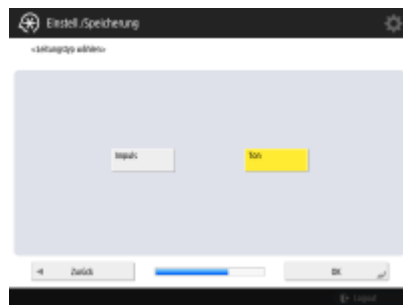 Einstell./Speicherung
<Leitungstyp wählen>
Impuls
Ton
Zurück
OK
Logout